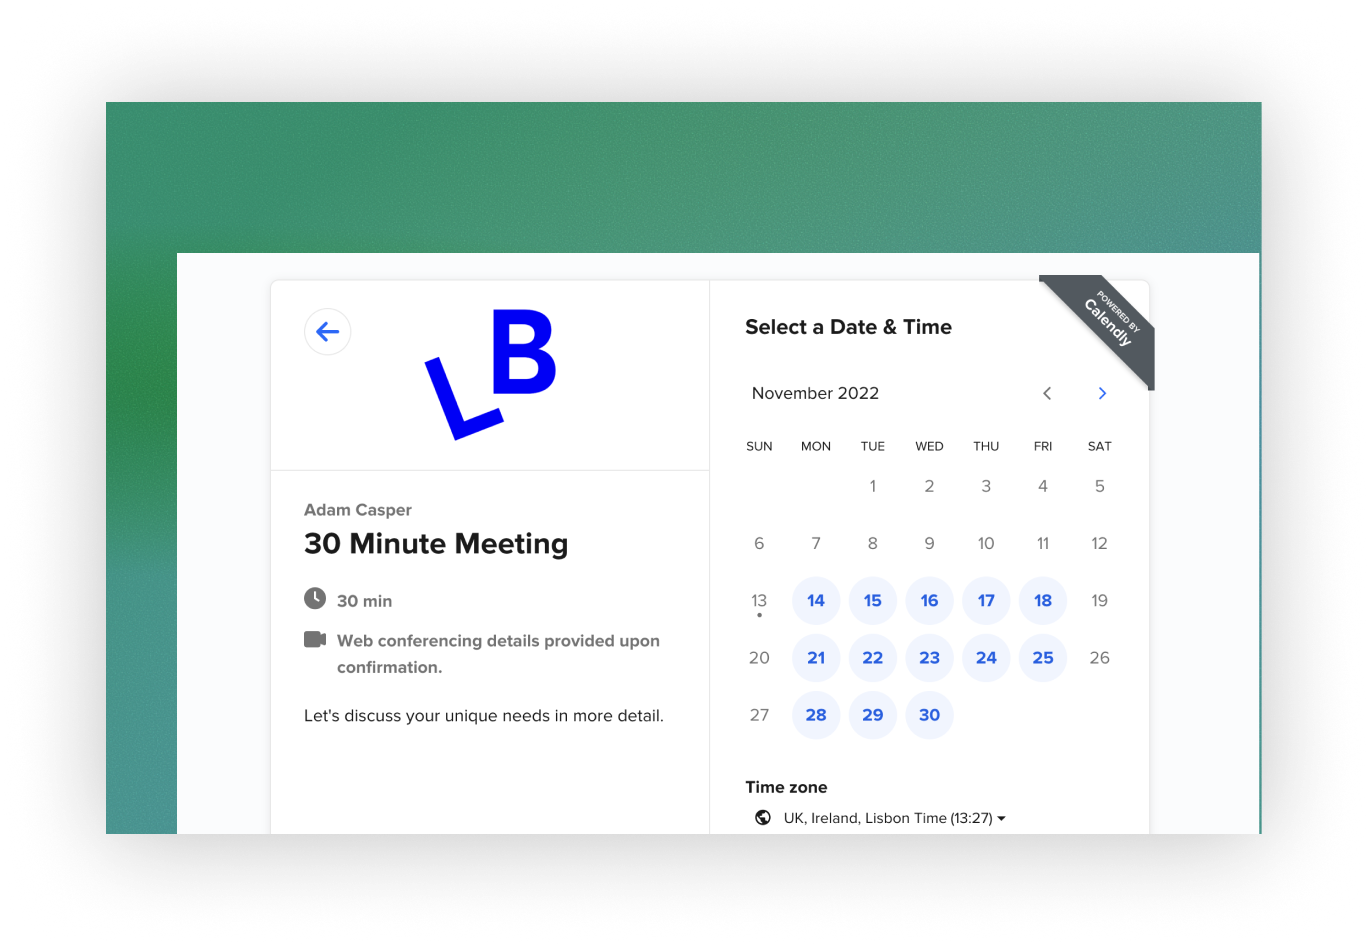 L B
Adam Casper
30 Minute Meeting
30 min
Web conferencing details provided upon
confirmation.
Let's discuss your unique needs in more detail.
POWERED BY
Calendly
Select a Date & Time
November 2022
SUN MON TUE WED THU FRI SAT
1 2 3 4 5
6 7 8 9 10 11 12
13 14 15 16 17 18 19
20 21 22 23 24 25 26
27 28 29 30
Time zone
UK, Ireland, Lisbon Time (13:27)